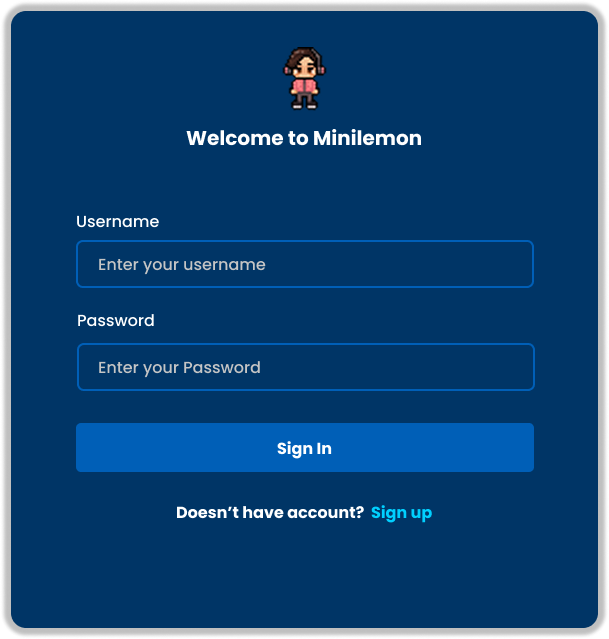 Welcome to Minilemon
Username
Enter your username
Password
Enter your Password
Sign In
Doesn’t have account? Sign up